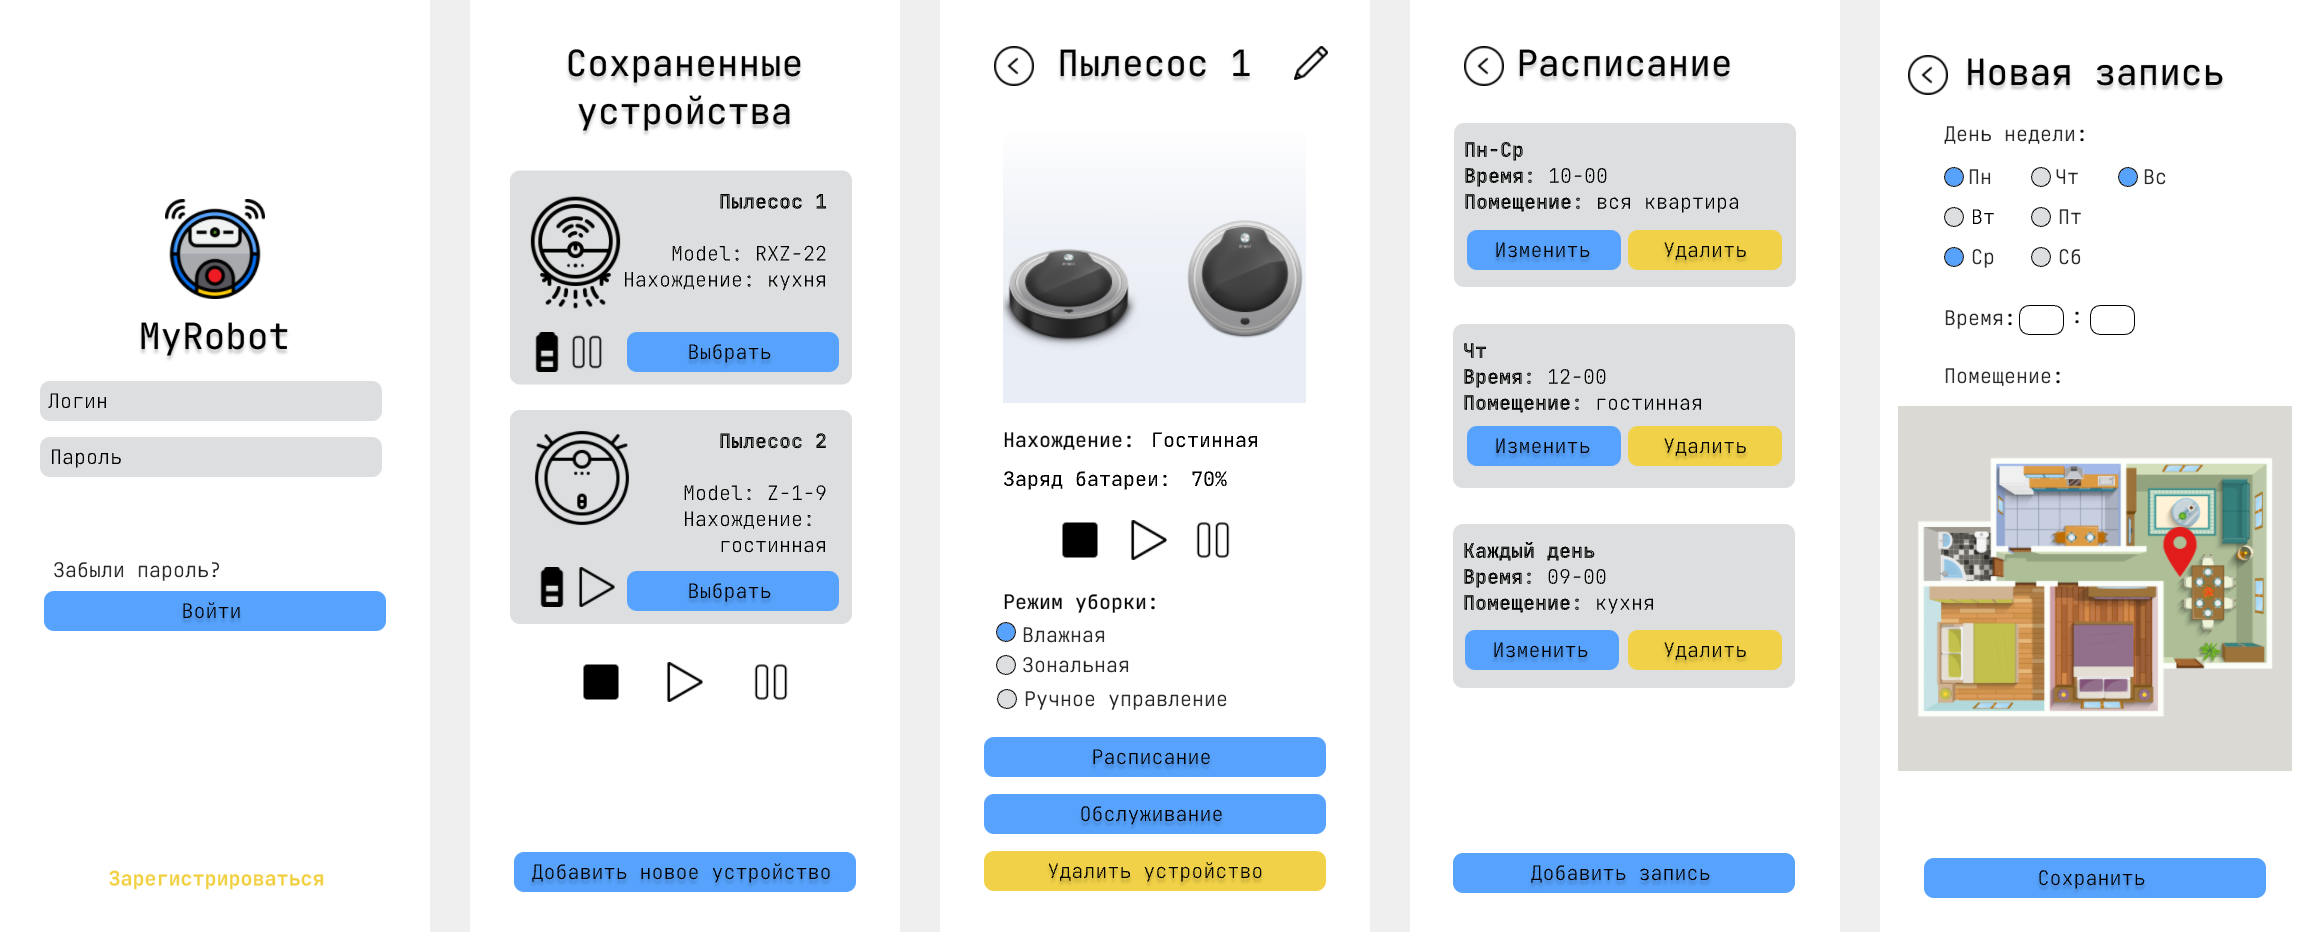 MyRobot
Логин
Пароль
Забыли пароль?
Войти
Зарегистрироваться
Сохраненные
устройства
Пылесос 1
Model: RXZ-22
Нахождение: кухня
Выбрать
Пылесос 2
Model: Z-1-9
Нахождение:
гостинная
Выбрать
Добавить новое устройство
Пылесос 1
Нахождение: Гостинная
Заряд батареи: 70%
Режим уборки:
Влажная
Зональная
Ручное управление
Расписание
Обслуживание
Удалить устройство
Расписание
Пн-Ср
Время: 10-00
Помещение: вся квартира
Изменить Удалить
Чт
Время: 12-00
Помещение: гостинная
Изменить Удалить
Каждый день
Время: 09-00
Помещение: кухня
Изменить Удалить
Добавить запись
Новая запись
День недели:
Пн Чт Вс
Вт Пт
Ср Сб
Время: :
Помещение:
Сохранить